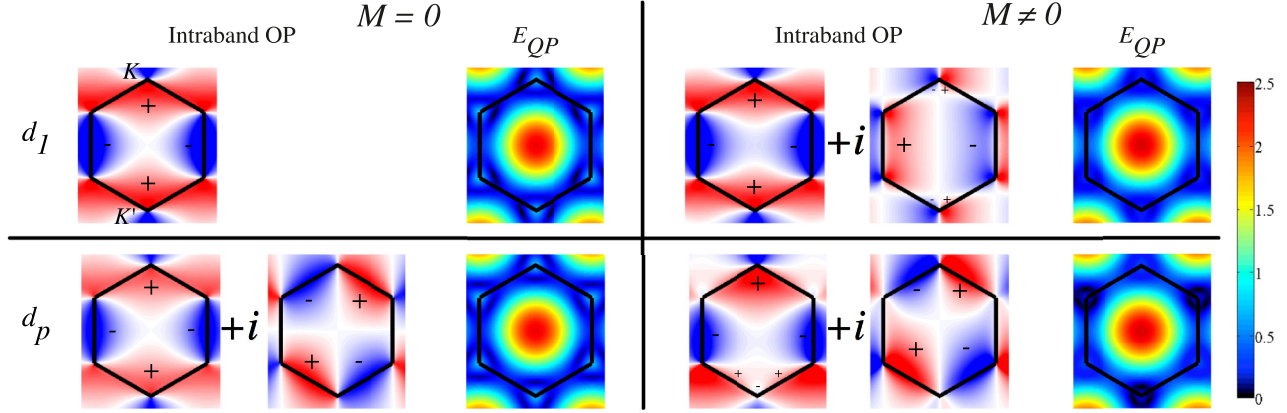 M = 0
M ≠ 0
Intraband OP
E_QP
Intraband OP
E_QP
K
+
- -
+
K'
d_1
+
- -
+
+i
- +
+ -
- +
2.5
2
1.5
1
0.5
0
d_p
+
- -
+
+i
- +
+ -
+
- -
+ - +
+i
- +
+ -